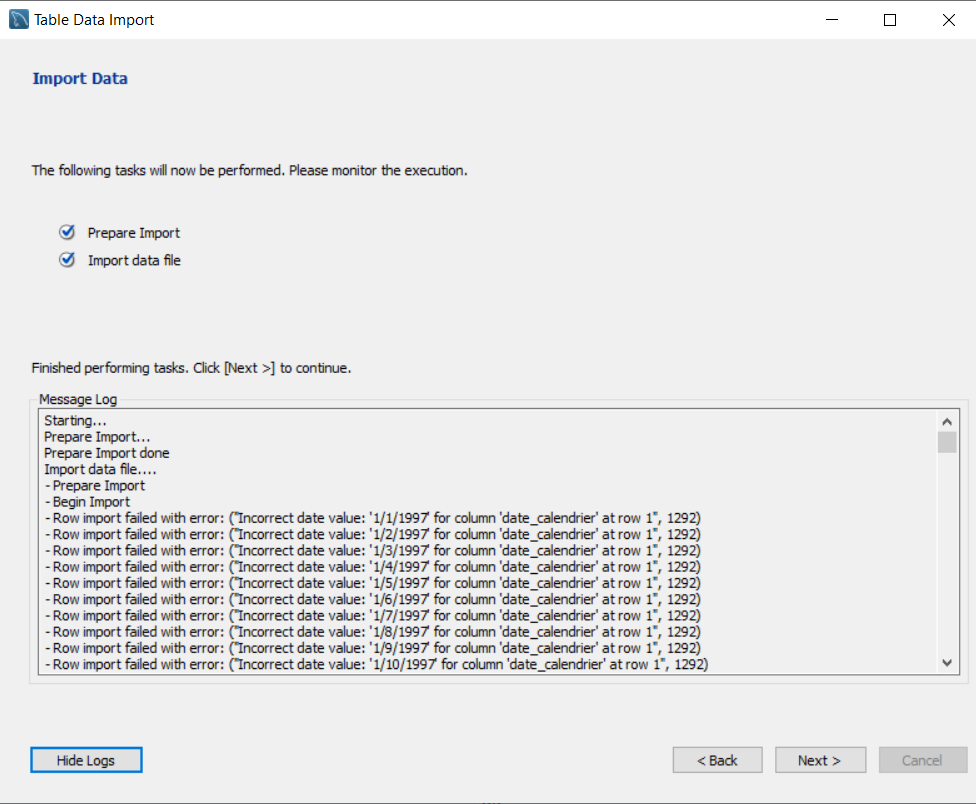 Table Data Import
Import Data
The following tasks will now be performed. Please monitor the execution.
Prepare Import
Import data file
Finished performing tasks. Click [Next >] to continue.
Message Log
Starting...
Prepare Import...
Prepare Import done
Import data file....
- Prepare Import
- Begin Import
- Row import failed with error: ("Incorrect date value: '1/1/1997' for column 'date_calendrier' at row 1", 1292)
- Row import failed with error: ("Incorrect date value: '1/2/1997' for column 'date_calendrier' at row 1", 1292)
- Row import failed with error: ("Incorrect date value: '1/3/1997' for column 'date_calendrier' at row 1", 1292)
- Row import failed with error: ("Incorrect date value: '1/4/1997' for column 'date_calendrier' at row 1", 1292)
- Row import failed with error: ("Incorrect date value: '1/5/1997' for column 'date_calendrier' at row 1", 1292)
- Row import failed with error: ("Incorrect date value: '1/6/1997' for column 'date_calendrier' at row 1", 1292)
- Row import failed with error: ("Incorrect date value: '1/7/1997' for column 'date_calendrier' at row 1", 1292)
- Row import failed with error: ("Incorrect date value: '1/8/1997' for column 'date_calendrier' at row 1", 1292)
- Row import failed with error: ("Incorrect date value: '1/9/1997' for column 'date_calendrier' at row 1", 1292)
- Row import failed with error: ("Incorrect date value: '1/10/1997' for column 'date_calendrier' at row 1", 1292)
Hide Logs
< Back
Next >
Cancel